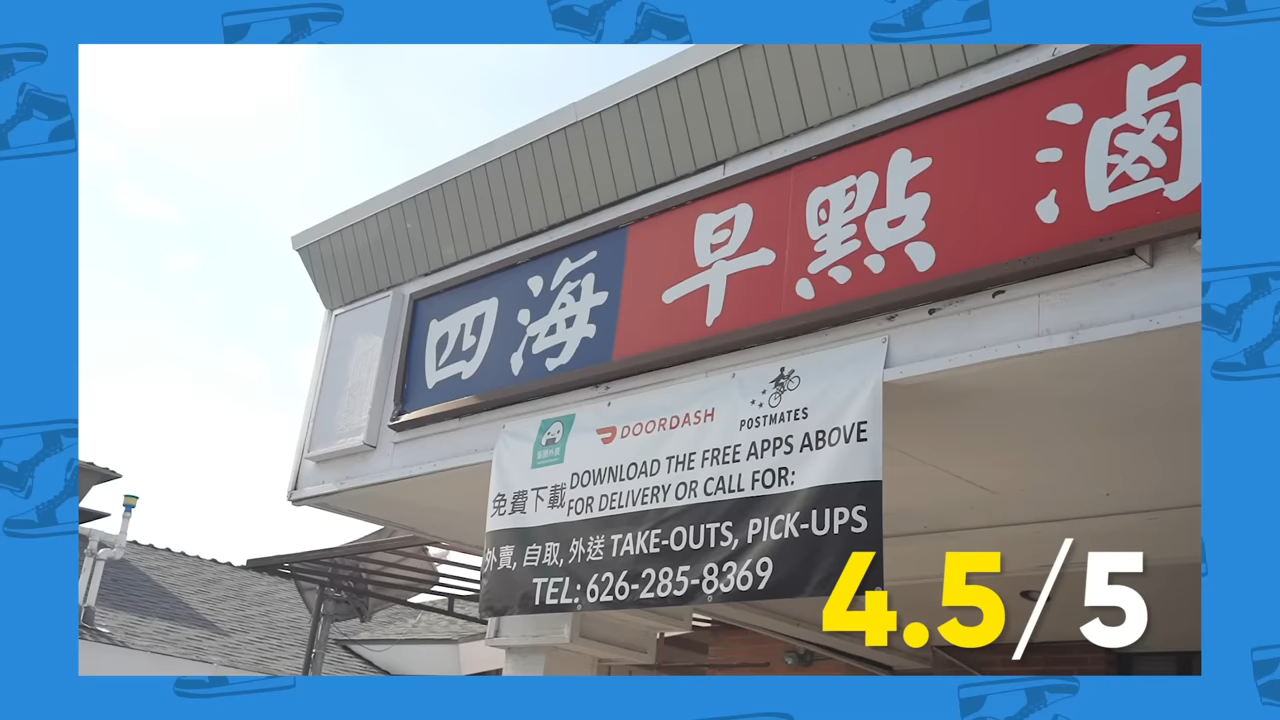 四海 早點 滷
DOORDASH
POSTMATES
免費下載 DOWNLOAD THE FREE APPS ABOVE
FOR DELIVERY OR CALL FOR:
外賣, 自取, 外送 TAKE-OUTS, PICK-UPS
TEL: 626-285-8369
4.5/5